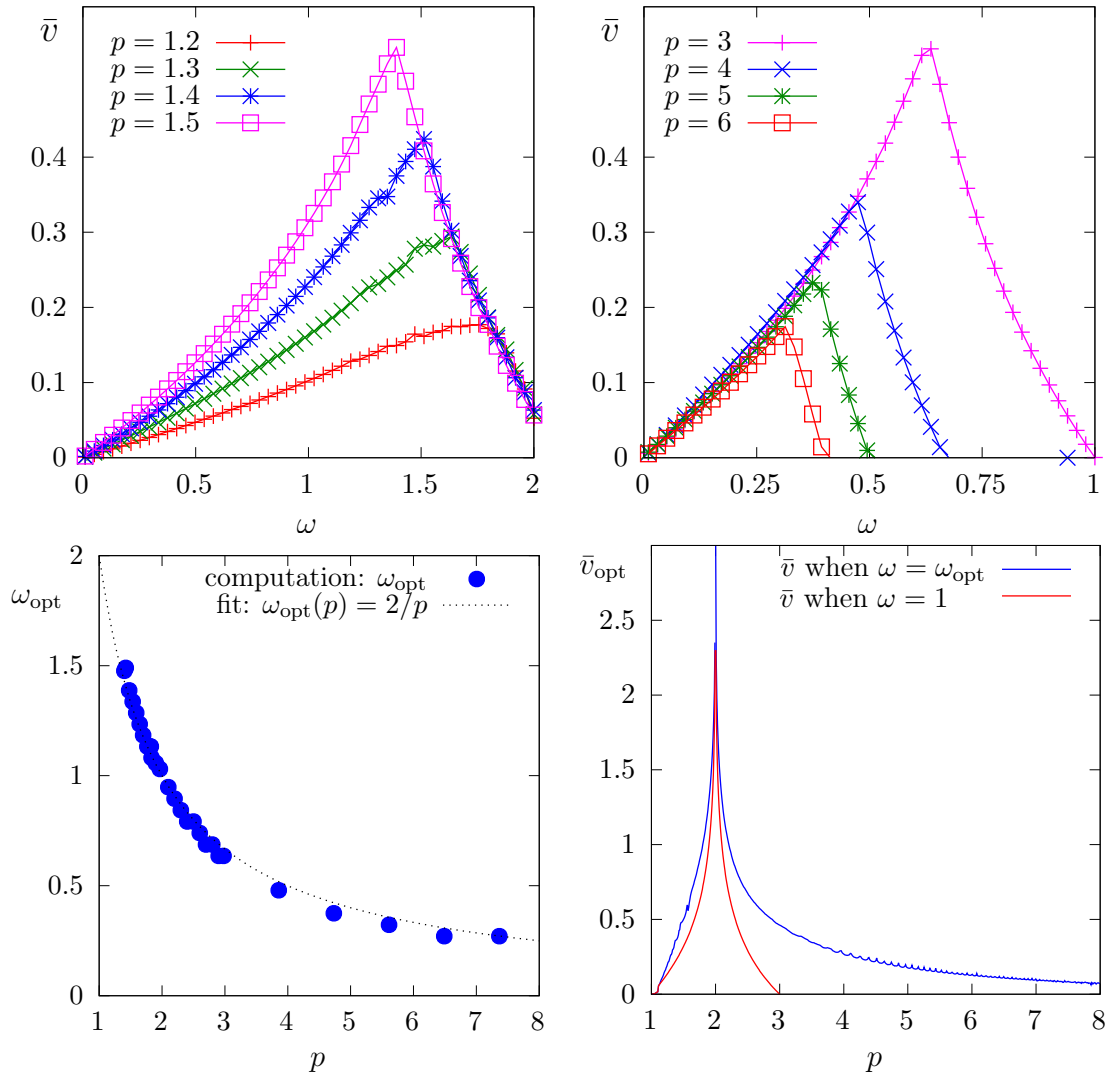 v̄
p = 1.2
p = 1.3
p = 1.4
p = 1.5
0.4
0.3
0.2
0.1
0
0 0.5 1 1.5 2
ω
v̄
p = 3
p = 4
p = 5
p = 6
0.4
0.3
0.2
0.1
0
0 0.25 0.5 0.75 1
ω
2
ω_opt
computation: ω_opt
fit: ω_opt(p) = 2/p
1.5
1
0.5
0
1 2 3 4 5 6 7 8
p
v̄_opt
v̄ when ω = ω_opt
v̄ when ω = 1
2.5
2
1.5
1
0.5
0
1 2 3 4 5 6 7 8
p